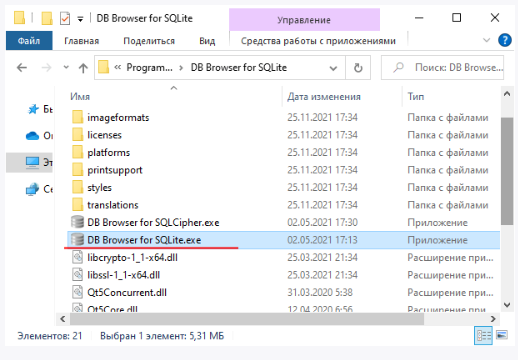 DB Browser for SQLite
Управление
Файл
Главная
Поделиться
Вид
Средства работы с приложениями
« Program... > DB Browser for SQLite
Поиск: DB Browse...
Имя
Дата изменения
Тип
imageformats 25.11.2021 17:34 Папка с файлами
licenses 25.11.2021 17:34 Папка с файлами
platforms 25.11.2021 17:34 Папка с файлами
printsupport 25.11.2021 17:34 Папка с файлами
styles 25.11.2021 17:34 Папка с файлами
translations 25.11.2021 17:34 Папка с файлами
DB Browser for SQLCipher.exe 02.05.2021 17:30 Приложение
DB Browser for SQLite.exe 02.05.2021 17:13 Приложение
libcrypto-1_1-x64.dll 25.03.2021 21:34 Расширение при...
libssl-1_1-x64.dll 25.03.2021 21:34 Расширение при...
Qt5Concurrent.dll 31.03.2020 5:38 Расширение при...
Qt5Core.dll 12.04.2020 6:56 Расширение при...
Бы
Эт
Се
Элементов: 21
Выбран 1 элемент: 5,31 МБ